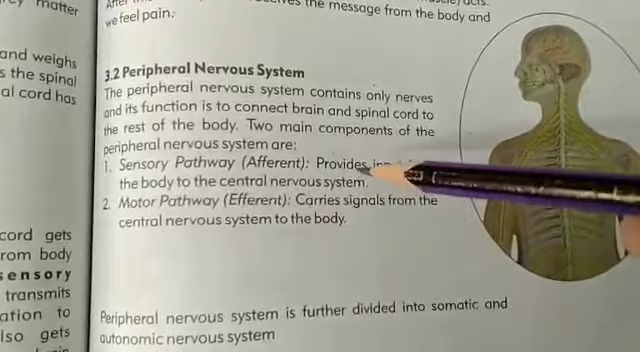 matter
and weighs
s the spinal
al cord has
cord gets
rom body
sensory
transmits
ation to
lso gets
the message from the body and
we feel pain.
3.2 Peripheral Nervous System
The peripheral nervous system contains only nerves
and its function is to connect brain and spinal cord to
the rest of the body. Two main components of the
peripheral nervous system are;
1. Sensory Pathway (Afferent): Provides
the body to the central nervous system.
2. Motor Pathway (Efferent): Carries signals from the
central nervous system to the body.
Peripheral nervous system is further divided into somatic and
autonomic nervous system